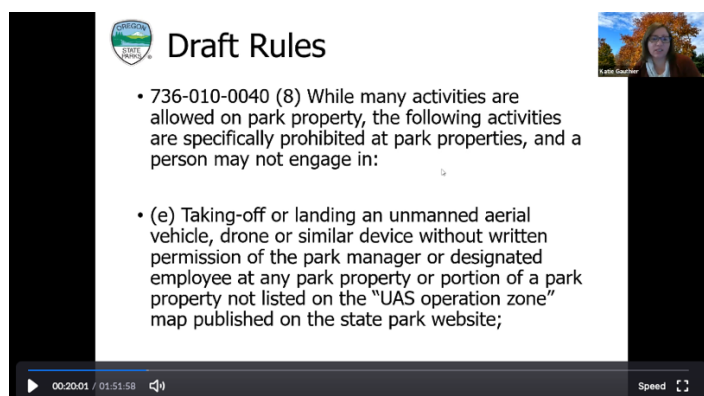 OREGON
STATE
PARKS
Draft Rules
Katie Gauthier
• 736-010-0040 (8) While many activities are
allowed on park property, the following activities
are specifically prohibited at park properties, and a
person may not engage in:
• (e) Taking-off or landing an unmanned aerial
vehicle, drone or similar device without written
permission of the park manager or designated
employee at any park property or portion of a park
property not listed on the “UAS operation zone”
map published on the state park website;
00:20:01 / 01:51:58
Speed